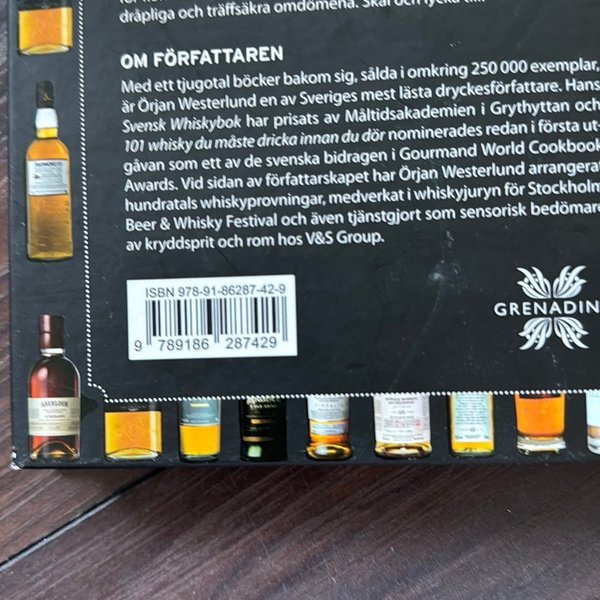 dråpliga och träffsäkra omdömena. Skål och lycka till!
OM FÖRFATTAREN
Med ett tjugotal böcker bakom sig, sålda i omkring 250 000 exemplar,
är Örjan Westerlund en av Sveriges mest lästa dryckesförfattare. Hans
Svensk Whiskybok har prisats av Måltidsakademien i Grythyttan och
101 whisky du måste dricka innan du dör nominerades redan i första ut-
gåvan som ett av de svenska bidragen i Gourmand World Cookbook
Awards. Vid sidan av författarskapet har Örjan Westerlund arrangerat
hundratals whiskyprovningar, medverkat i whiskyjuryn för Stockholm
Beer & Whisky Festival och även tjänstgjort som sensorisk bedömare
av kryddsprit och rom hos V&S Group.
ISBN 978-91-86287-42-9
9 789186 287429
GRENADIN
ABERLOUR